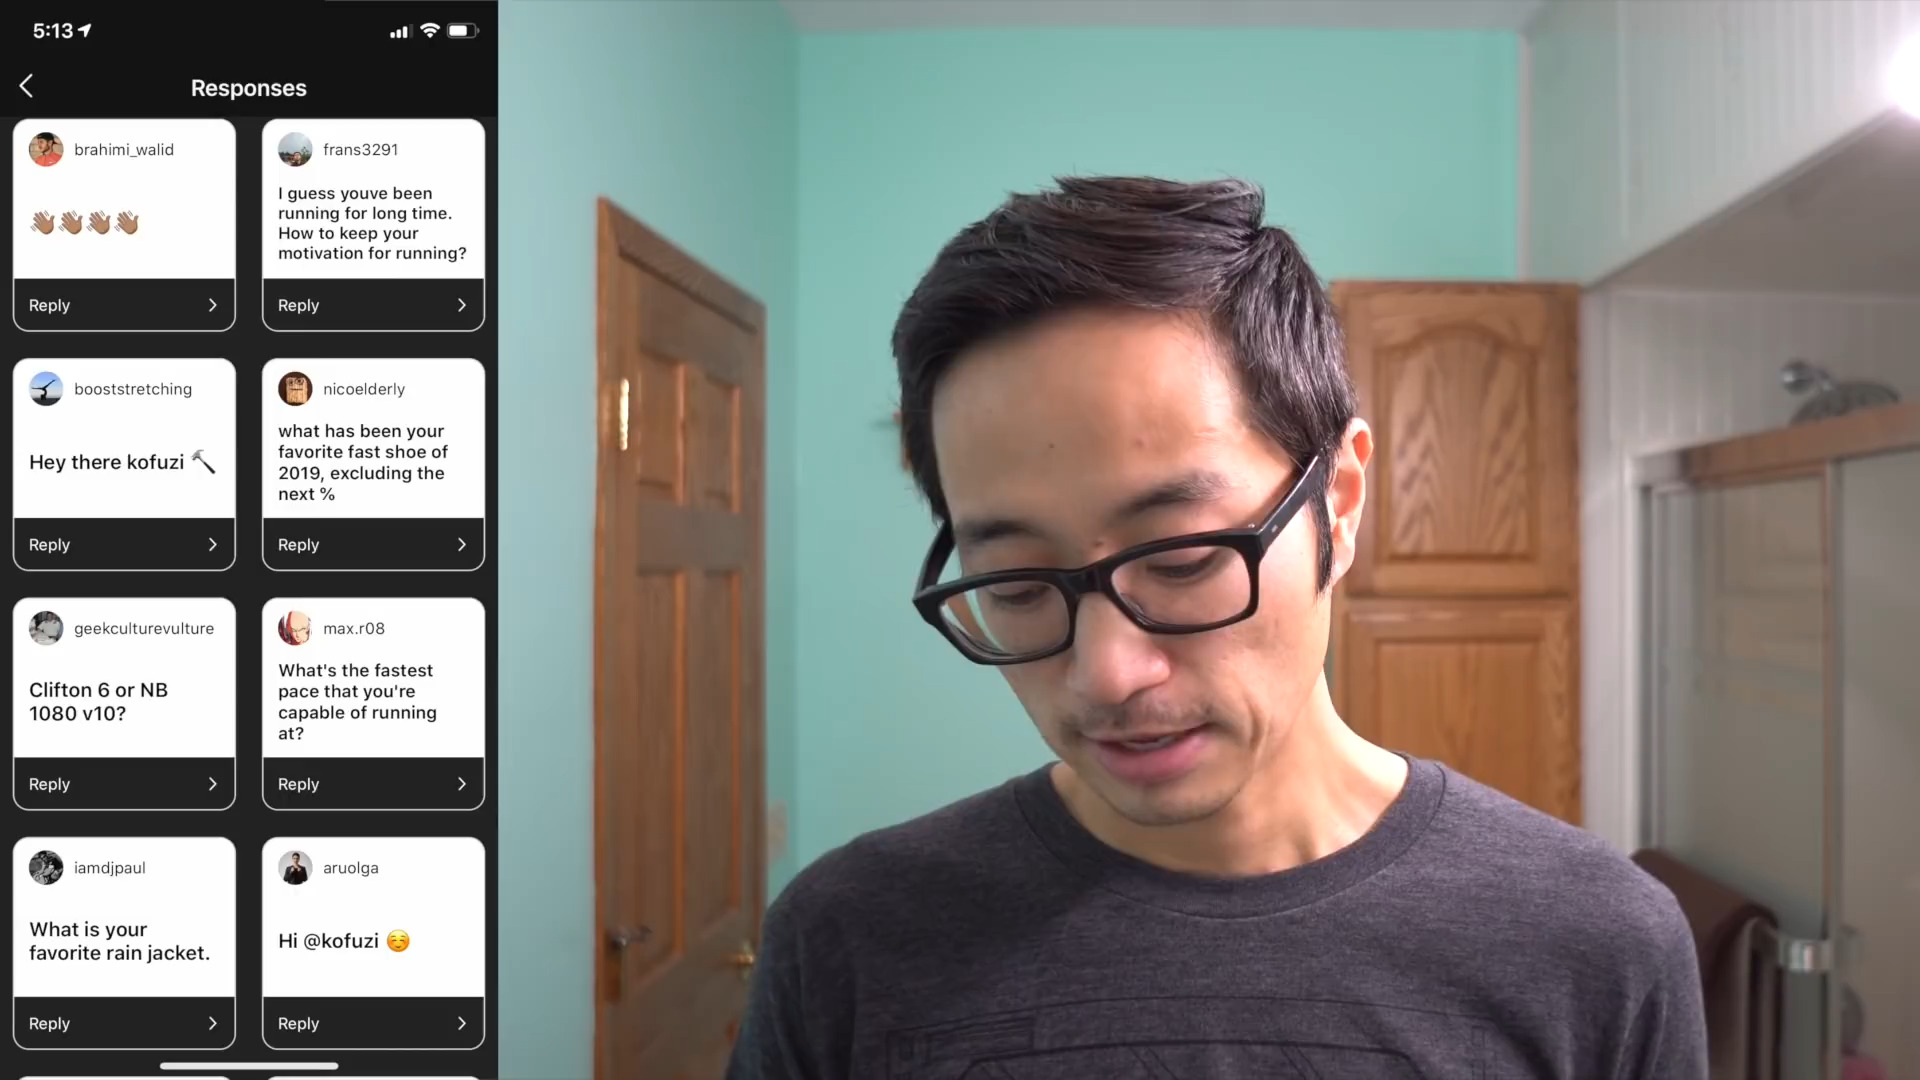 5:13
Responses
brahimi_walid
Reply
frans3291
I guess youve been
running for long time.
How to keep your
motivation for running?
Reply
booststretching
Hey there kofuzi
Reply
nicoelderly
what has been your
favorite fast shoe of
2019, excluding the
next %
Reply
geekculturevulture
Clifton 6 or NB
1080 v10?
Reply
max.r08
What's the fastest
pace that you're
capable of running
at?
Reply
iamdjpaul
What is your
favorite rain jacket.
Reply
aruolga
Hi @kofuzi
Reply